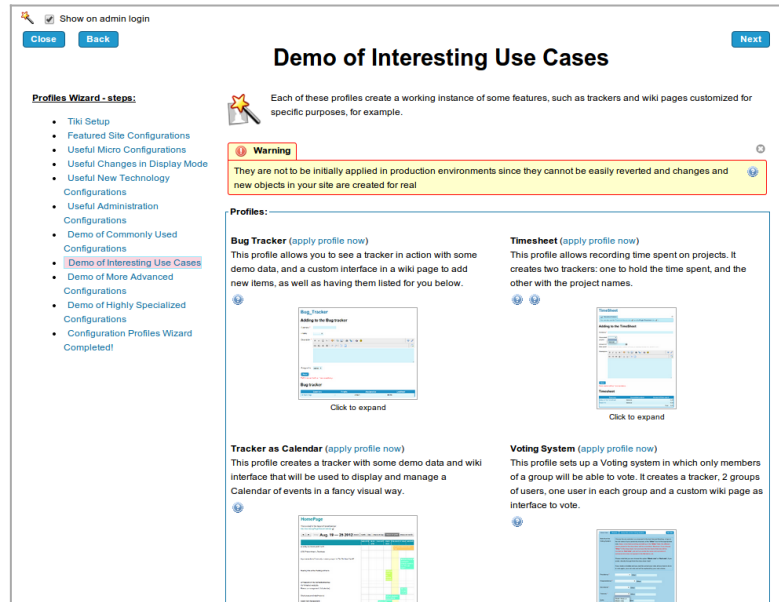 Show on admin login
Close Back Next
Demo of Interesting Use Cases
Profiles Wizard - steps:
Tiki Setup
Featured Site Configurations
Useful Micro Configurations
Useful Changes in Display Mode
Useful New Technology
Configurations
Useful Administration
Configurations
Demo of Commonly Used
Configurations
Demo of Interesting Use Cases
Demo of More Advanced
Configurations
Demo of Highly Specialized
Configurations
Configuration Profiles Wizard
Completed!
Each of these profiles create a working instance of some features, such as trackers and wiki pages customized for
specific purposes, for example.
Warning
They are not to be initially applied in production environments since they cannot be easily reverted and changes and
new objects in your site are created for real
Profiles:
Bug Tracker (apply profile now)
This profile allows you to see a tracker in action with some
demo data, and a custom interface in a wiki page to add
new items, as well as having them listed for you below.
Bug_Tracker
Adding to the Bugtracker
Bugtracker
Click to expand
Timesheet (apply profile now)
This profile allows recording time spent on projects. It
creates two trackers: one to hold the time spent, and the
other with the project names.
TimeSheet
Adding to the TimeSheet
Timesheet
Click to expand
Tracker as Calendar (apply profile now)
This profile creates a tracker with some demo data and wiki
interface that will be used to display and manage a
Calendar of events in a fancy visual way.
HomePage
Aug, 19 — 25 2012
Voting System (apply profile now)
This profile sets up a Voting system in which only members
of a group will be able to vote. It creates a tracker, 2 groups
of users, one user in each group and a custom wiki page as
interface to vote.